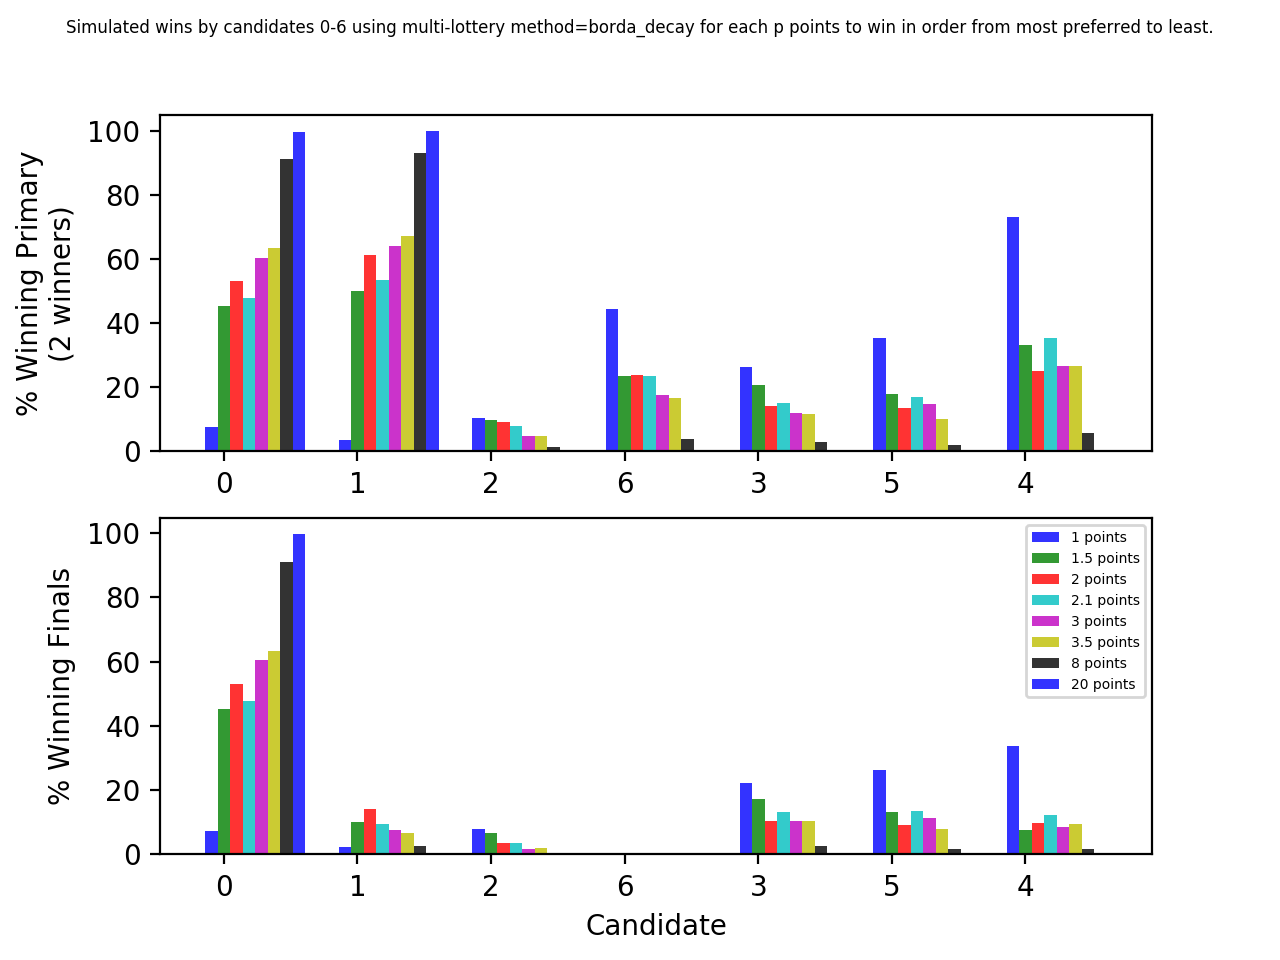 Simulated wins by candidates 0-6 using multi-lottery method=borda_decay for each p points to win in order from most preferred to least.
% Winning Primary
(2 winners)
100
80
60
40
20
0
0 1 2 6 3 5 4
% Winning Finals
100
80
60
40
20
0
1 points
1.5 points
2 points
2.1 points
3 points
3.5 points
8 points
20 points
0 1 2 6 3 5 4
Candidate